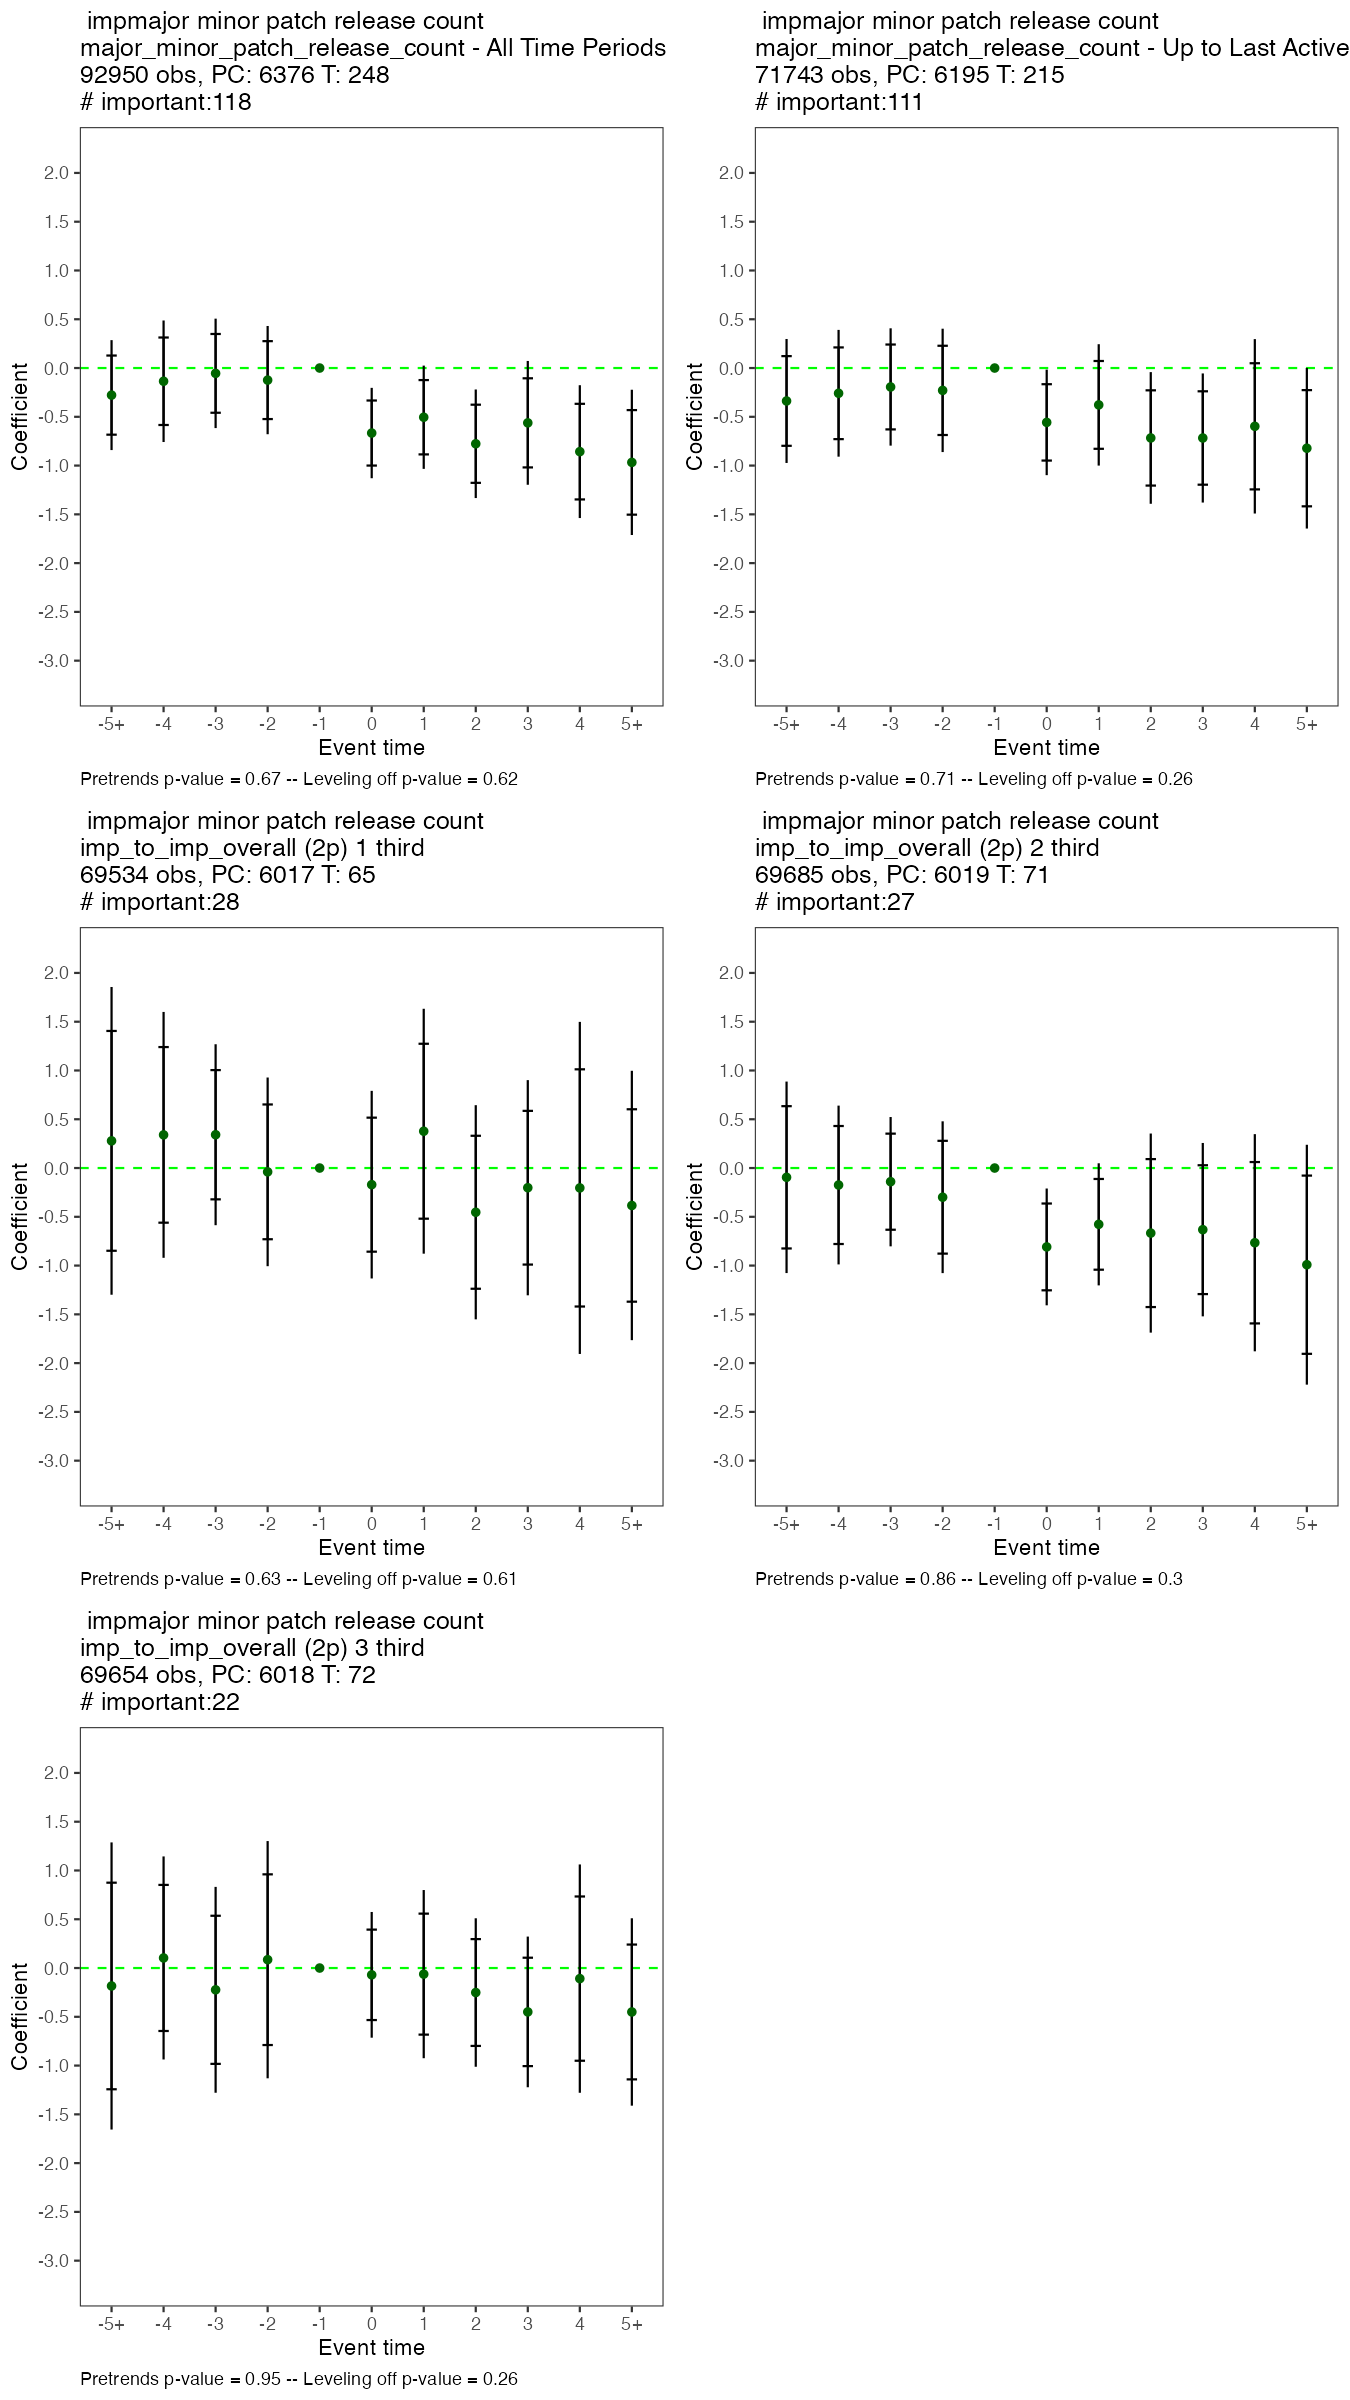 impmajor minor patch release count
major_minor_patch_release_count - All Time Periods
92950 obs, PC: 6376 T: 248
# important:118
2.0
1.5
1.0
0.5
0.0
-0.5
-1.0
-1.5
-2.0
-2.5
-3.0
Coefficient
-5+ -4 -3 -2 -1 0 1 2 3 4 5+
Event time
Pretrends p-value = 0.67 -- Leveling off p-value = 0.62
impmajor minor patch release count
major_minor_patch_release_count - Up to Last Active
71743 obs, PC: 6195 T: 215
# important:111
2.0
1.5
1.0
0.5
0.0
-0.5
-1.0
-1.5
-2.0
-2.5
-3.0
Coefficient
-5+ -4 -3 -2 -1 0 1 2 3 4 5+
Event time
Pretrends p-value = 0.71 -- Leveling off p-value = 0.26
impmajor minor patch release count
imp_to_imp_overall (2p) 1 third
69534 obs, PC: 6017 T: 65
# important:28
2.0
1.5
1.0
0.5
0.0
-0.5
-1.0
-1.5
-2.0
-2.5
-3.0
Coefficient
-5+ -4 -3 -2 -1 0 1 2 3 4 5+
Event time
Pretrends p-value = 0.63 -- Leveling off p-value = 0.61
impmajor minor patch release count
imp_to_imp_overall (2p) 2 third
69685 obs, PC: 6019 T: 71
# important:27
2.0
1.5
1.0
0.5
0.0
-0.5
-1.0
-1.5
-2.0
-2.5
-3.0
Coefficient
-5+ -4 -3 -2 -1 0 1 2 3 4 5+
Event time
Pretrends p-value = 0.86 -- Leveling off p-value = 0.3
impmajor minor patch release count
imp_to_imp_overall (2p) 3 third
69654 obs, PC: 6018 T: 72
# important:22
2.0
1.5
1.0
0.5
0.0
-0.5
-1.0
-1.5
-2.0
-2.5
-3.0
Coefficient
-5+ -4 -3 -2 -1 0 1 2 3 4 5+
Event time
Pretrends p-value = 0.95 -- Leveling off p-value = 0.26